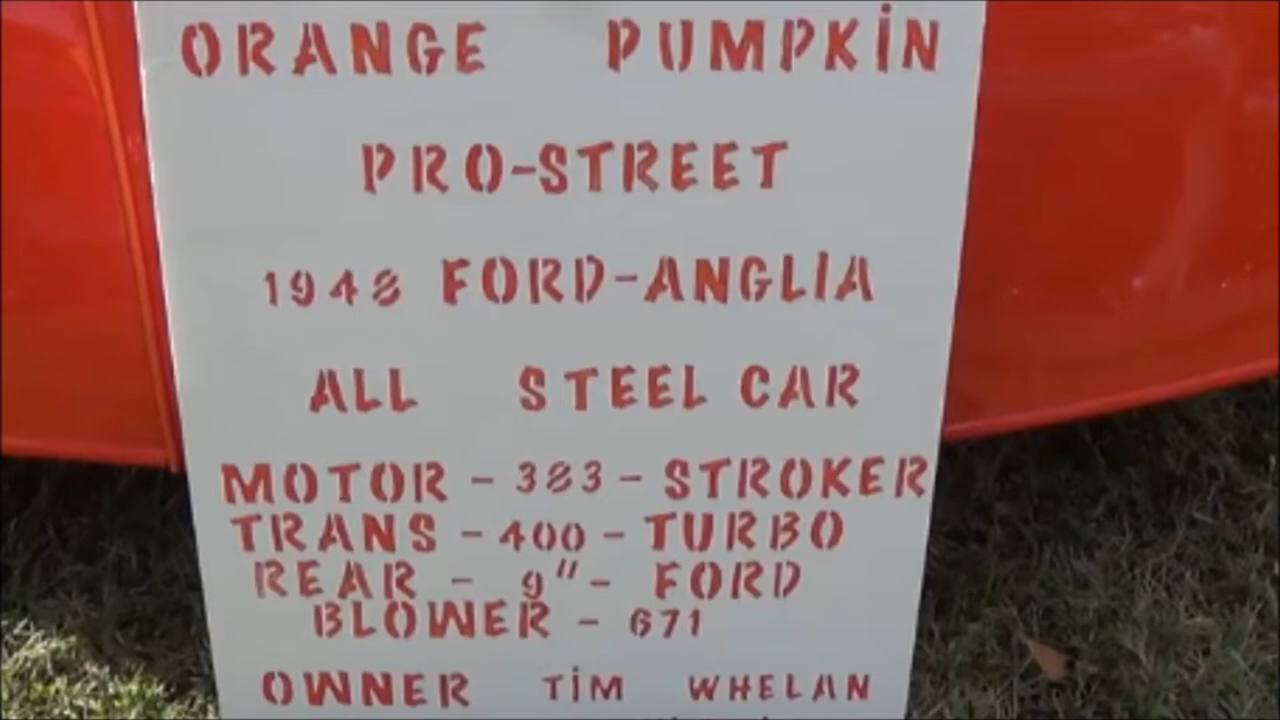 ORANGE PUMPKIN
PRO-STREET
1948 FORD-ANGLIA
ALL STEEL CAR
MOTOR - 383 - STROKER
TRANS - 400 - TURBO
REAR - 9" - FORD
BLOWER - 671
OWNER TIM WHELAN